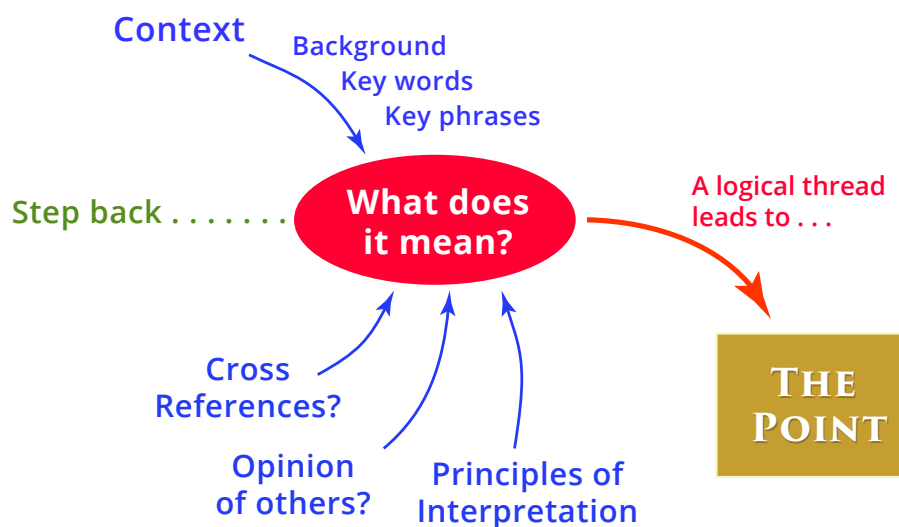 Context
Background
Key words
Key phrases
Step back . . . . . . .
What does
it mean?
A logical thread
leads to . . .
Cross
References?
Opinion
of others?
Principles of
Interpretation
THE
POINT